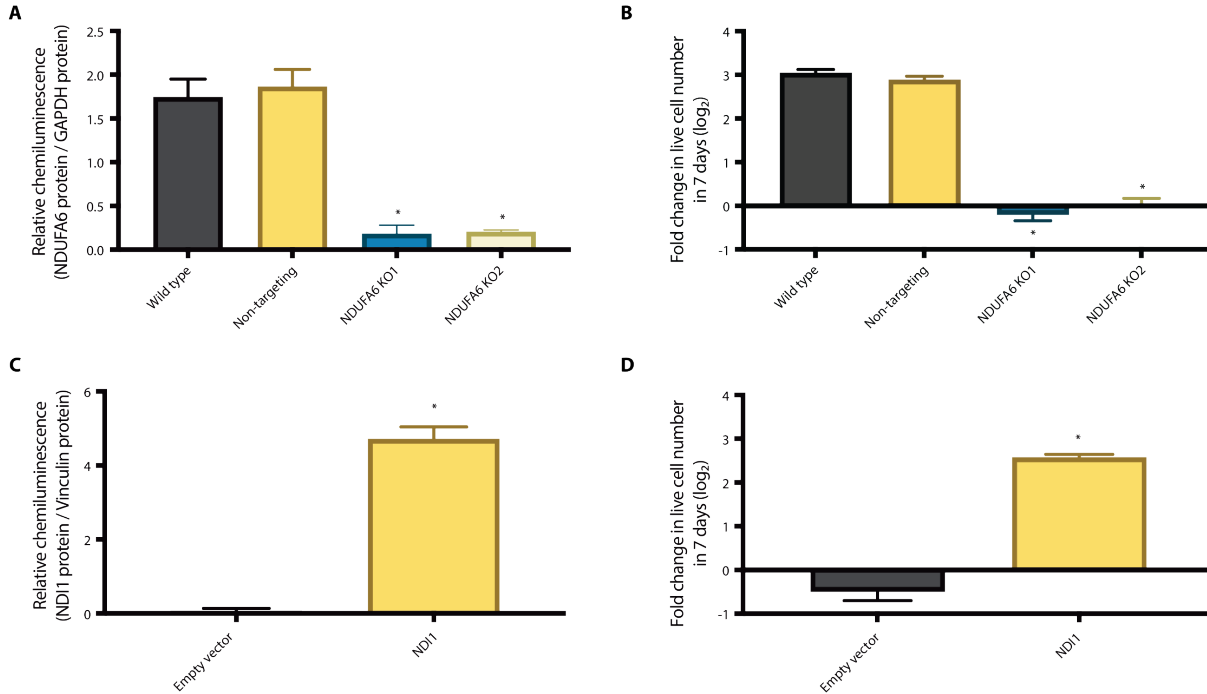 A
Relative chemiluminescence
(NDUFA6 protein / GAPDH protein)
2.5
2.0
1.5
1.0
0.5
0.0
*
*
Wild type
Non-targeting
NDUFA6 KO1
NDUFA6 KO2
B
Fold change in live cell number
in 7 days (log2)
4
3
2
1
0
-1
*
*
Wild type
Non-targeting
NDUFA6 KO1
NDUFA6 KO2
C
Relative chemiluminescence
(NDI1 protein / Vinculin protein)
6
4
2
0
*
Empty vector
NDI1
D
Fold change in live cell number
in 7 days (log2)
4
3
2
1
0
-1
*
Empty vector
NDI1